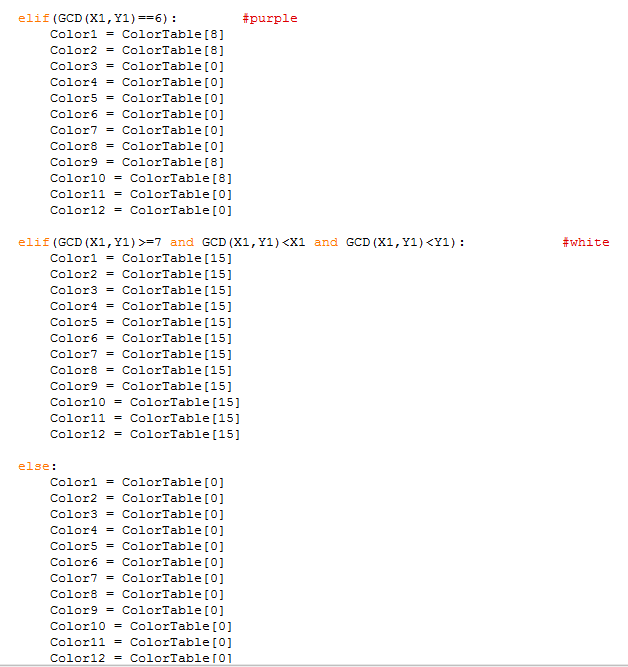 elif(GCD(X1,Y1)==6):        #purple
    Color1 = ColorTable[8]
    Color2 = ColorTable[8]
    Color3 = ColorTable[0]
    Color4 = ColorTable[0]
    Color5 = ColorTable[0]
    Color6 = ColorTable[0]
    Color7 = ColorTable[0]
    Color8 = ColorTable[0]
    Color9 = ColorTable[8]
    Color10 = ColorTable[8]
    Color11 = ColorTable[0]
    Color12 = ColorTable[0]

elif(GCD(X1,Y1)>=7 and GCD(X1,Y1)<X1 and GCD(X1,Y1)<Y1):            #white
    Color1 = ColorTable[15]
    Color2 = ColorTable[15]
    Color3 = ColorTable[15]
    Color4 = ColorTable[15]
    Color5 = ColorTable[15]
    Color6 = ColorTable[15]
    Color7 = ColorTable[15]
    Color8 = ColorTable[15]
    Color9 = ColorTable[15]
    Color10 = ColorTable[15]
    Color11 = ColorTable[15]
    Color12 = ColorTable[15]

else:
    Color1 = ColorTable[0]
    Color2 = ColorTable[0]
    Color3 = ColorTable[0]
    Color4 = ColorTable[0]
    Color5 = ColorTable[0]
    Color6 = ColorTable[0]
    Color7 = ColorTable[0]
    Color8 = ColorTable[0]
    Color9 = ColorTable[0]
    Color10 = ColorTable[0]
    Color11 = ColorTable[0]
    Color12 = ColorTable[0]